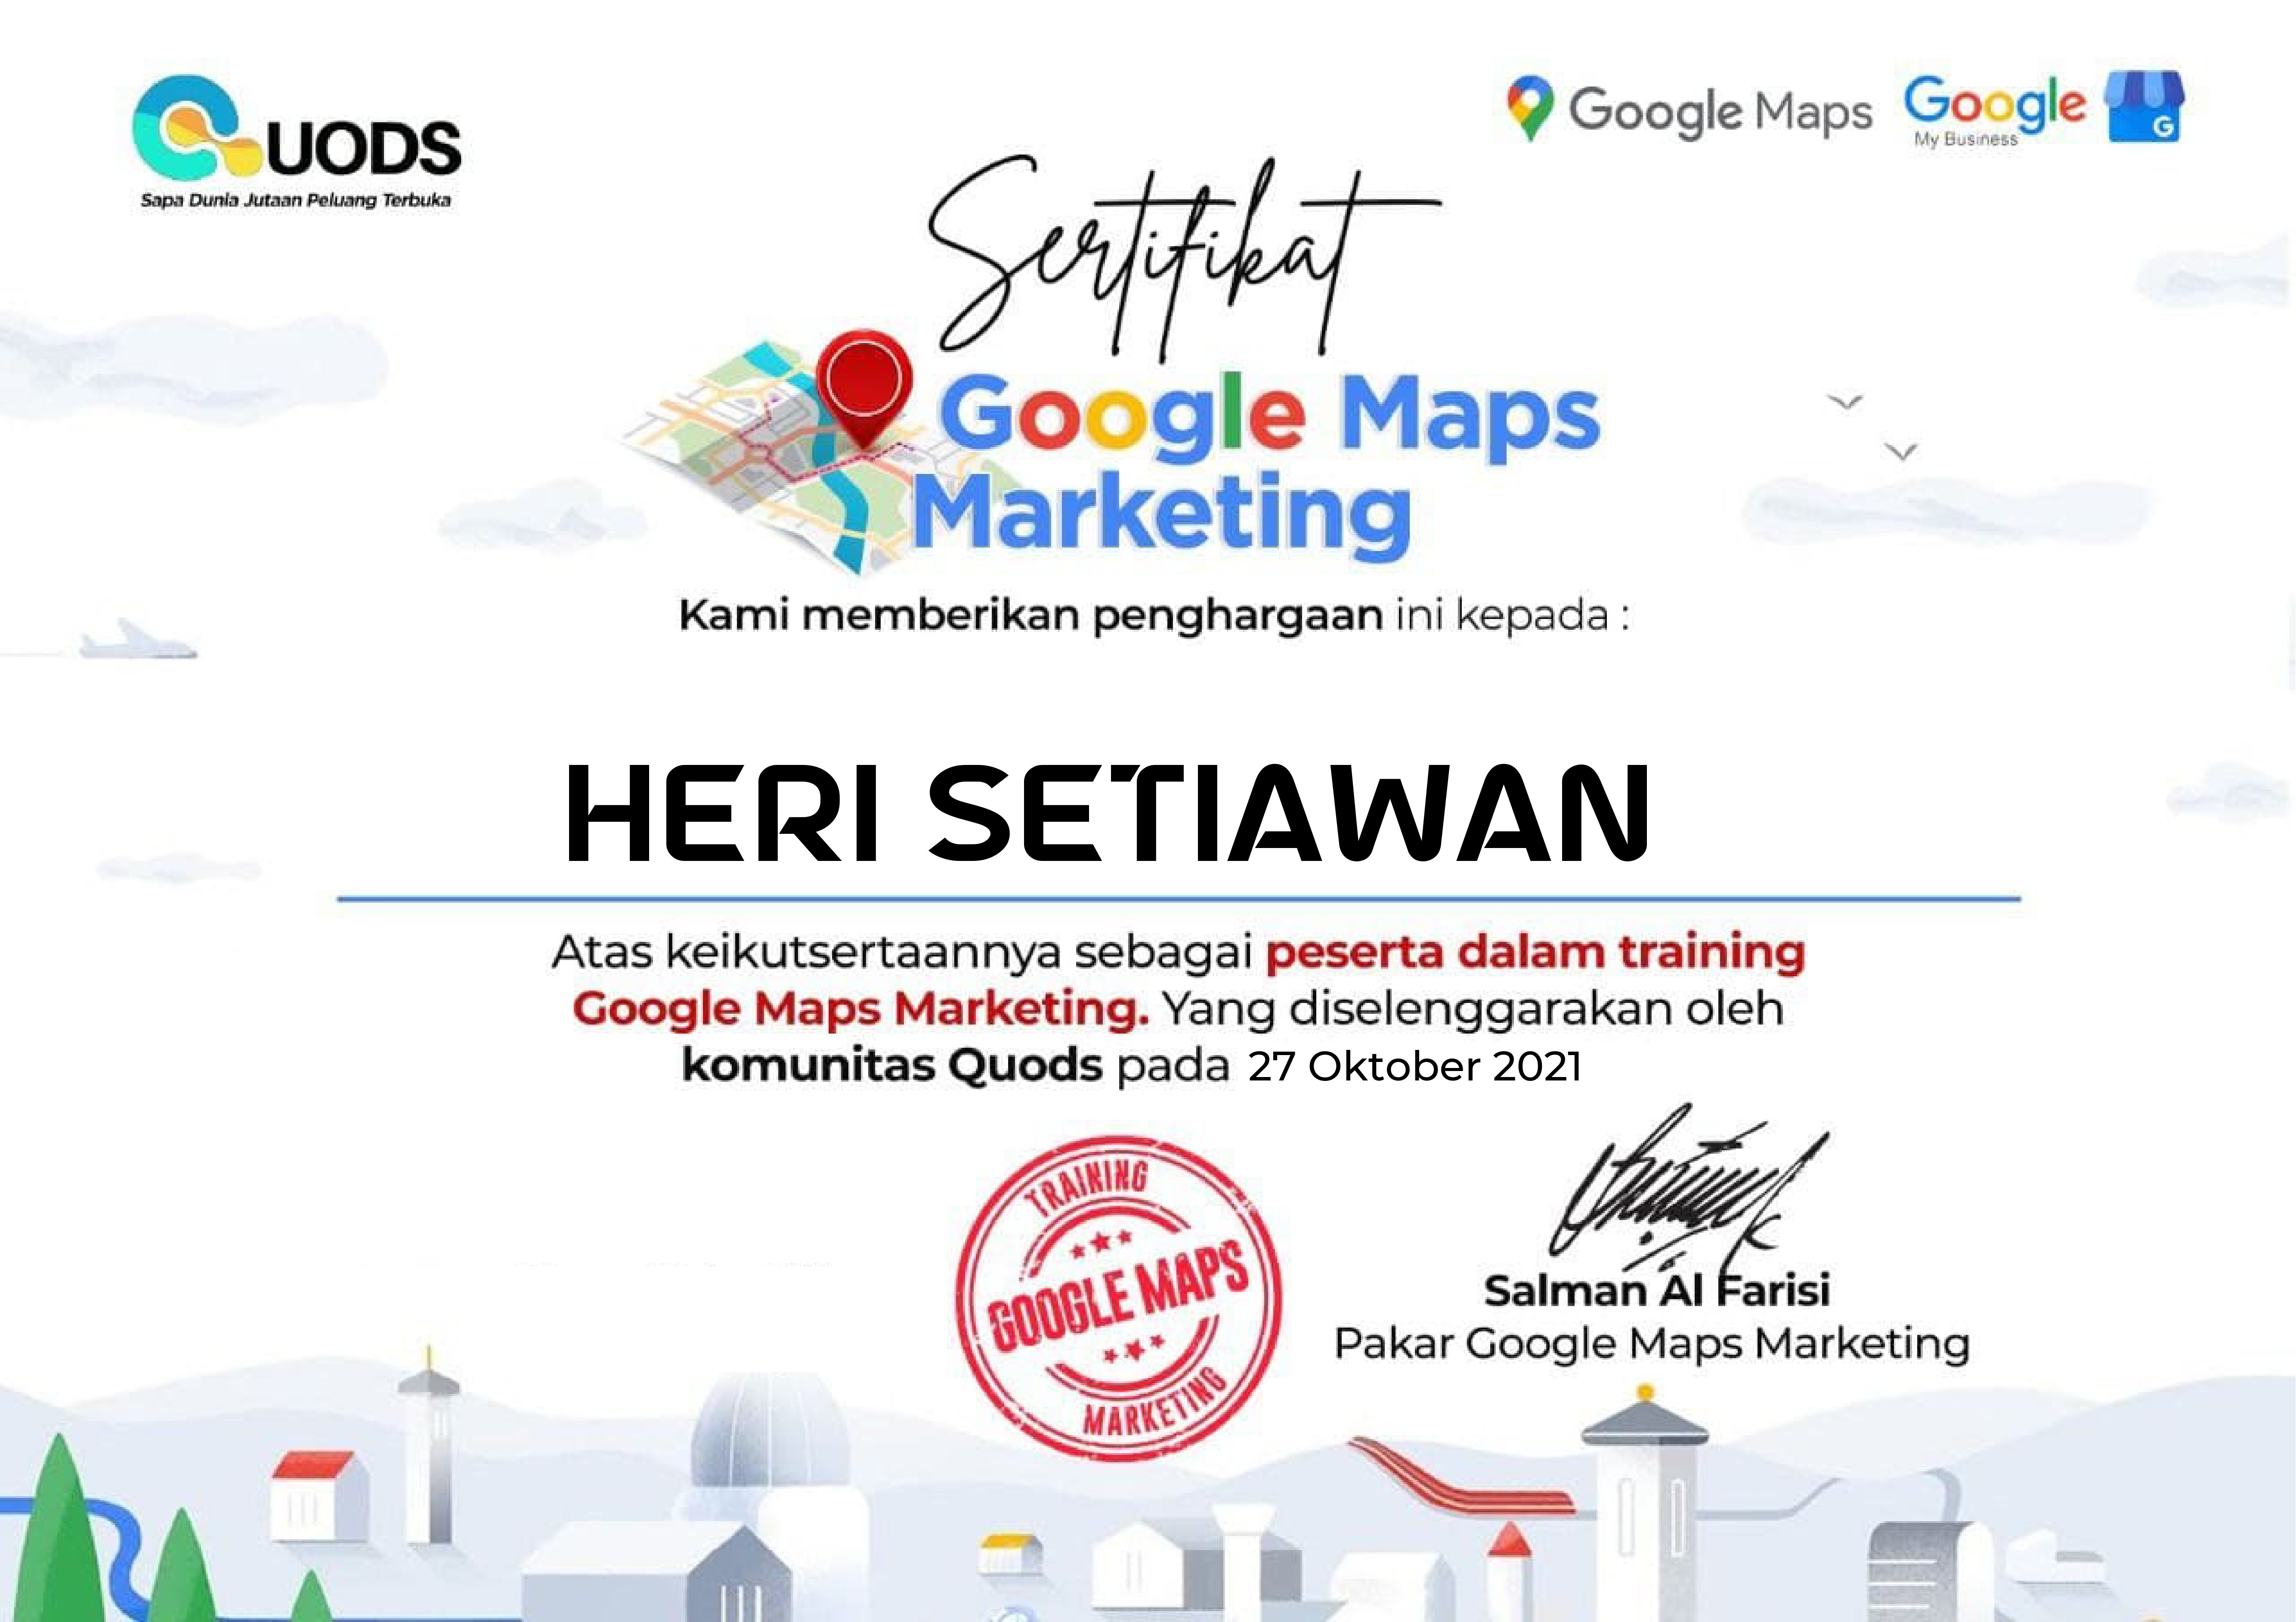 QUODS
Sapa Dunia Jutaan Peluang Terbuka
Google Maps
Google
My Business
G
Sertifikat
Google Maps
Marketing
Kami memberikan penghargaan ini kepada :
HERI SETIAWAN
Atas keikutsertaannya sebagai peserta dalam training
Google Maps Marketing. Yang diselenggarakan oleh
komunitas Quods pada 27 Oktober 2021
TRAINING
GOOGLE MAPS
MARKETING
Salman Al Farisi
Pakar Google Maps Marketing